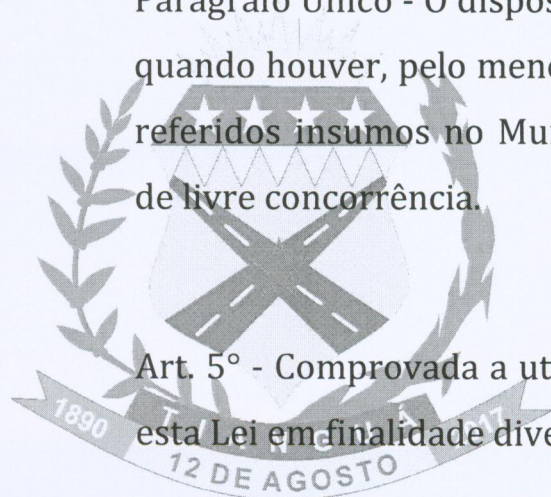 Parágrafo Único - O dispos
quando houver, pelo meno
referidos insumos no Mu
de livre concorrência.
Art. 5° - Comprovada a ut
esta Lei em finalidade dive
1890
12 DE AGOSTO